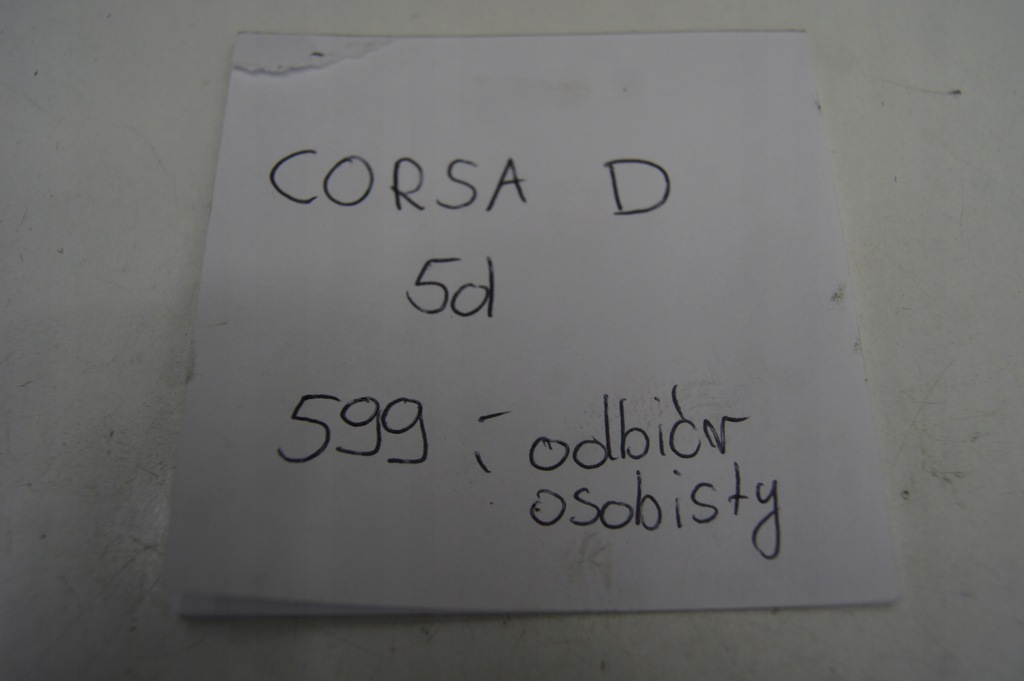 CORSA D
5d
599,- odbiór
osobisty